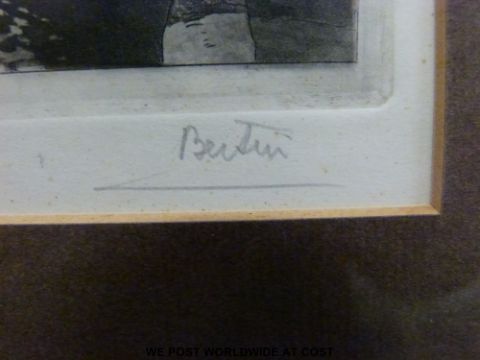 Bertin
WE POST WORLDWIDE AT COST